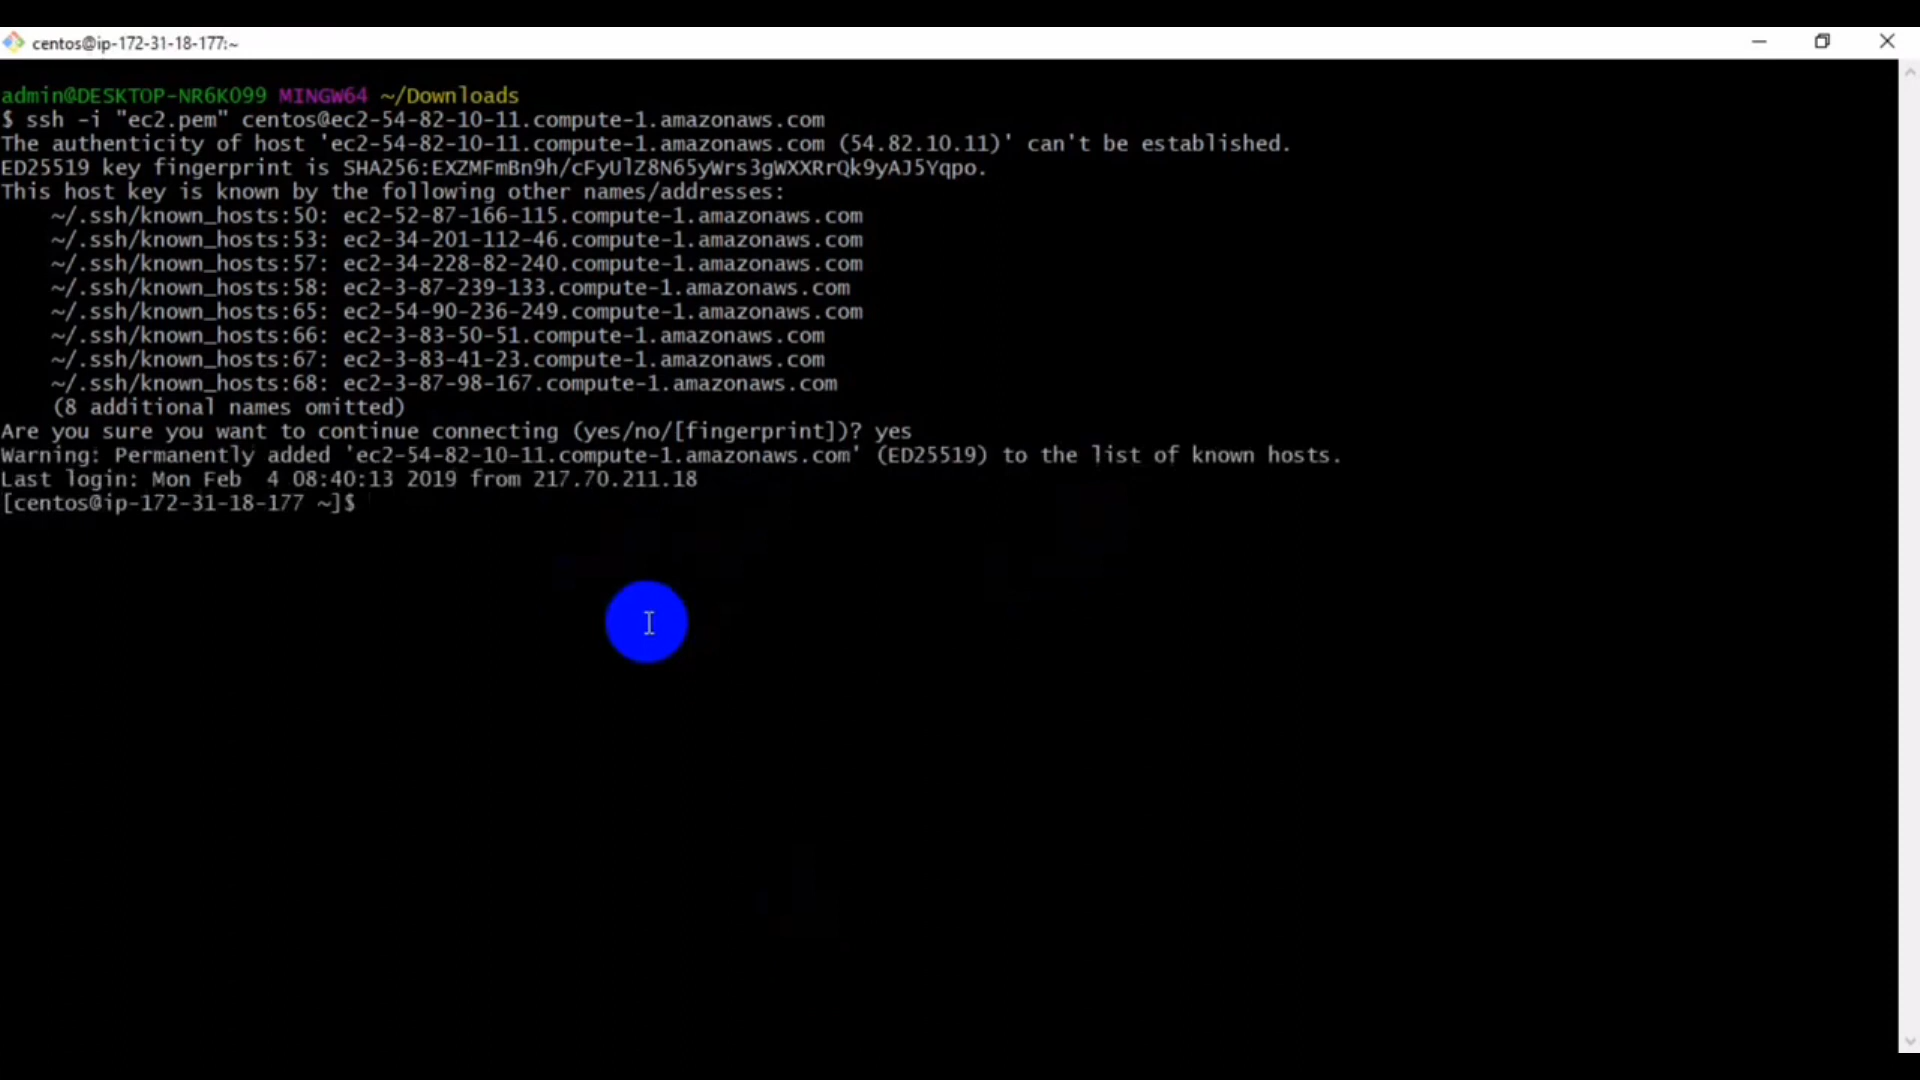 centos@ip-172-31-18-177:~
admin@DESKTOP-NR6K099 MINGW64 ~/Downloads
$ ssh -i "ec2.pem" centos@ec2-54-82-10-11.compute-1.amazonaws.com
The authenticity of host 'ec2-54-82-10-11.compute-1.amazonaws.com (54.82.10.11)' can't be established.
ED25519 key fingerprint is SHA256:EXZMFmBn9h/cFyUlZ8N65yWrs3gWXXRrQk9yAJ5Yqpo.
This host key is known by the following other names/addresses:
~/.ssh/known_hosts:50: ec2-52-87-166-115.compute-1.amazonaws.com
~/.ssh/known_hosts:53: ec2-34-201-112-46.compute-1.amazonaws.com
~/.ssh/known_hosts:57: ec2-34-228-82-240.compute-1.amazonaws.com
~/.ssh/known_hosts:58: ec2-3-87-239-133.compute-1.amazonaws.com
~/.ssh/known_hosts:65: ec2-54-90-236-249.compute-1.amazonaws.com
~/.ssh/known_hosts:66: ec2-3-83-50-51.compute-1.amazonaws.com
~/.ssh/known_hosts:67: ec2-3-83-41-23.compute-1.amazonaws.com
~/.ssh/known_hosts:68: ec2-3-87-98-167.compute-1.amazonaws.com
(8 additional names omitted)
Are you sure you want to continue connecting (yes/no/[fingerprint])? yes
Warning: Permanently added 'ec2-54-82-10-11.compute-1.amazonaws.com' (ED25519) to the list of known hosts.
Last login: Mon Feb  4 08:40:13 2019 from 217.70.211.18
[centos@ip-172-31-18-177 ~]$